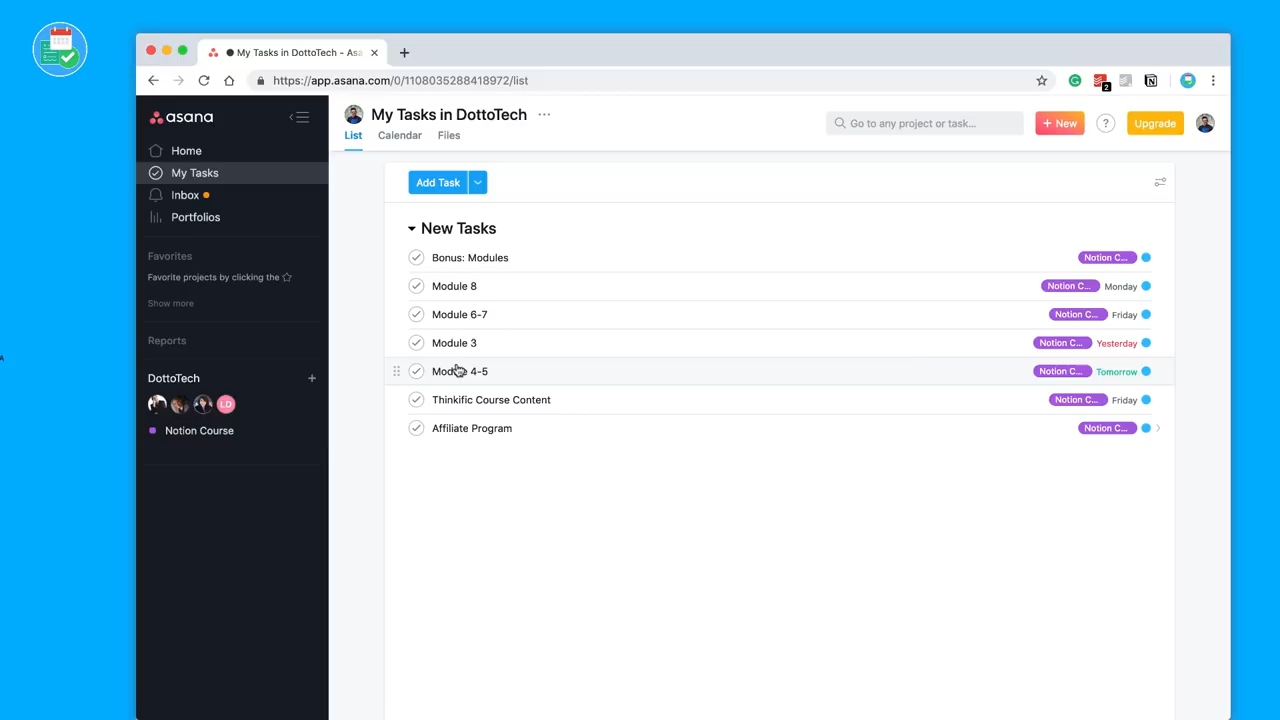 My Tasks in DottoTech - Asa
https://app.asana.com/0/1108035288418972/list
2
asana
Home
My Tasks
Inbox
Portfolios
Favorites
Favorite projects by clicking the
Show more
Reports
DottoTech
LD
Notion Course
My Tasks in DottoTech
List
Calendar
Files
Go to any project or task...
+ New
?
Upgrade
Add Task
New Tasks
Bonus: Modules Notion C...
Module 8 Notion C... Monday
Module 6-7 Notion C... Friday
Module 3 Notion C... Yesterday
4-5 Notion C... Tomorrow
Thinkific Course Content Notion C... Friday
Affiliate Program Notion C...
A